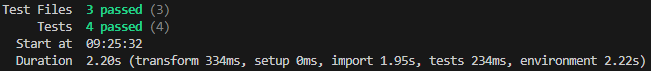 Test Files  3 passed (3)
Tests  4 passed (4)
Start at  09:25:32
Duration  2.20s (transform 334ms, setup 0ms, import 1.95s, tests 234ms, environment 2.22s)